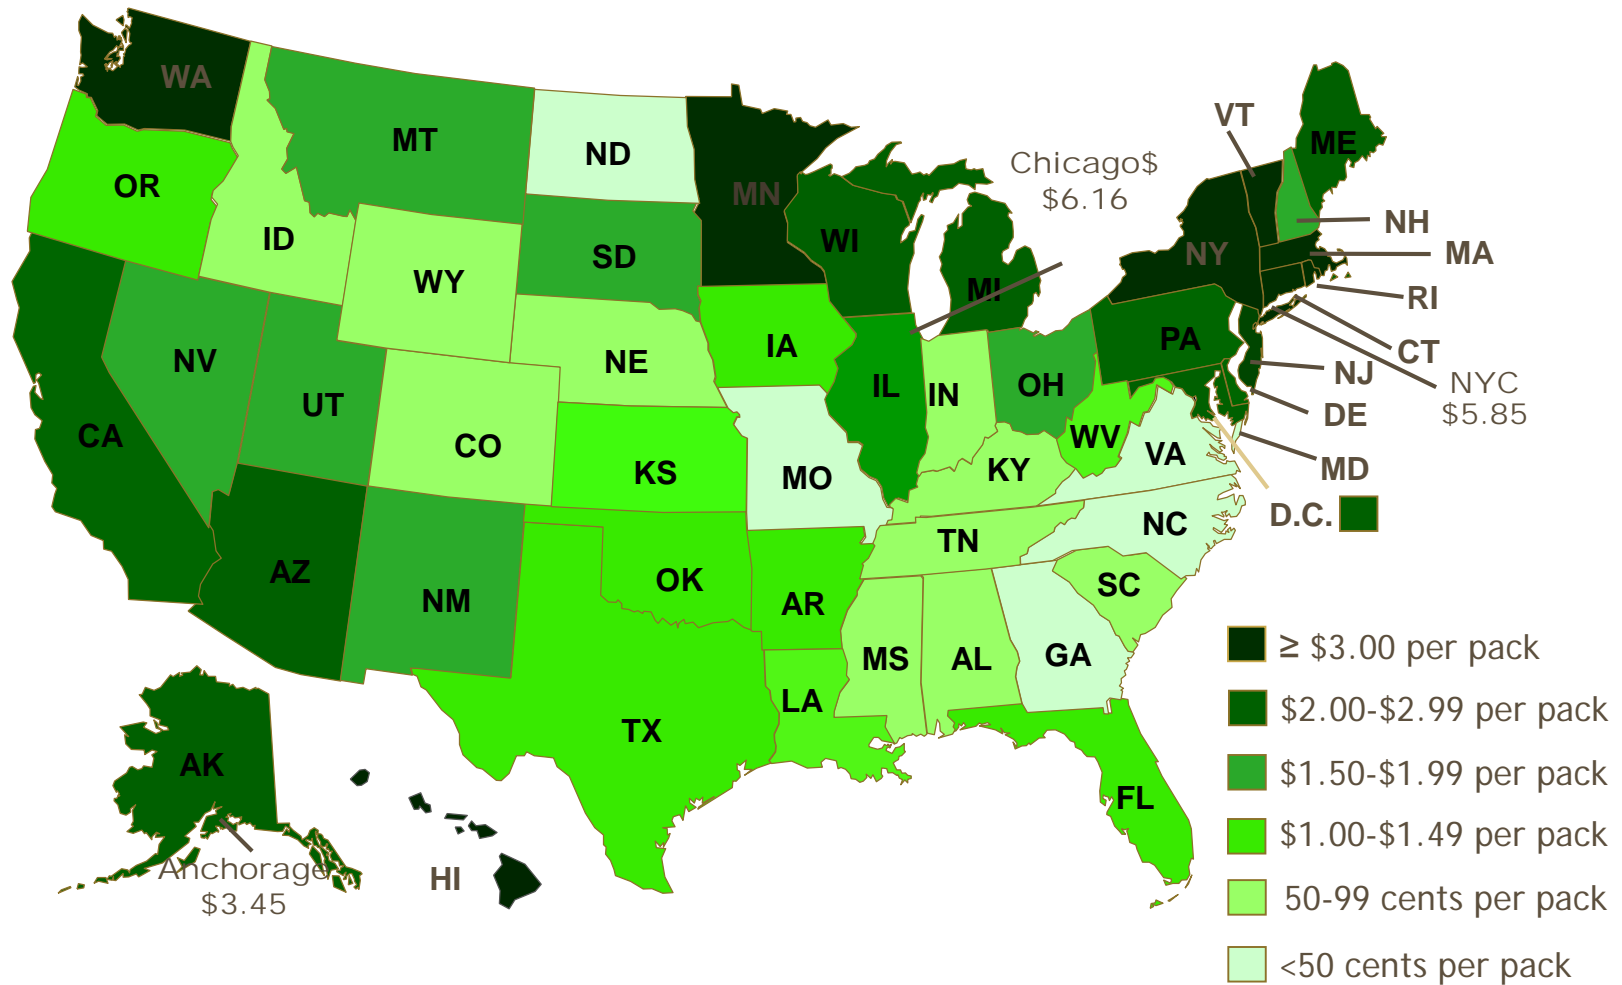 WA
MT
ND
MN
VT
ME
OR
ID
WY
SD
WI
MI
Chicago$
$6.16
NY
NH
MA
RI
CT
NJ
NYC
$5.85
DE
MD
D.C.
NV
UT
CO
NE
IA
IL
IN
OH
PA
CA
KS
MO
KY
WV
VA
AZ
NM
OK
AR
TN
NC
SC
TX
LA
MS
AL
GA
FL
AK
Anchorage
$3.45
HI
≥ $3.00 per pack
$2.00-$2.99 per pack
$1.50-$1.99 per pack
$1.00-$1.49 per pack
50-99 cents per pack
<50 cents per pack